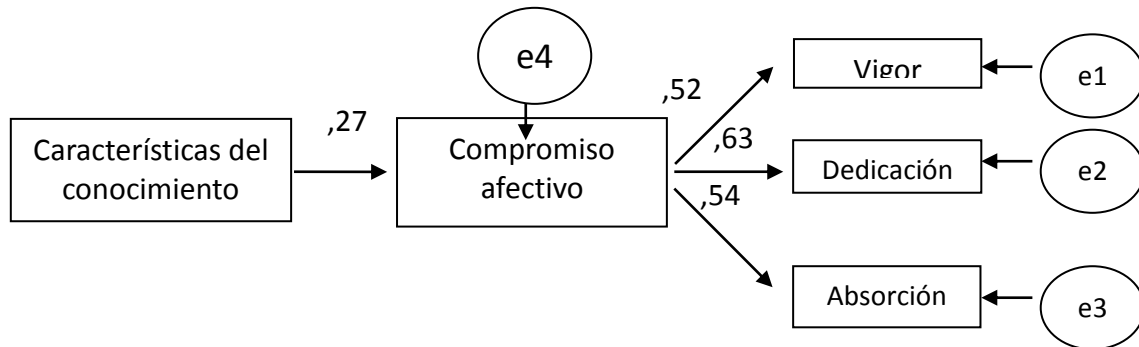 e4
Vigor
e1
,52
,27
Características del
conocimiento
Compromiso
afectivo
,63
Dedicación
e2
,54
Absorción
e3